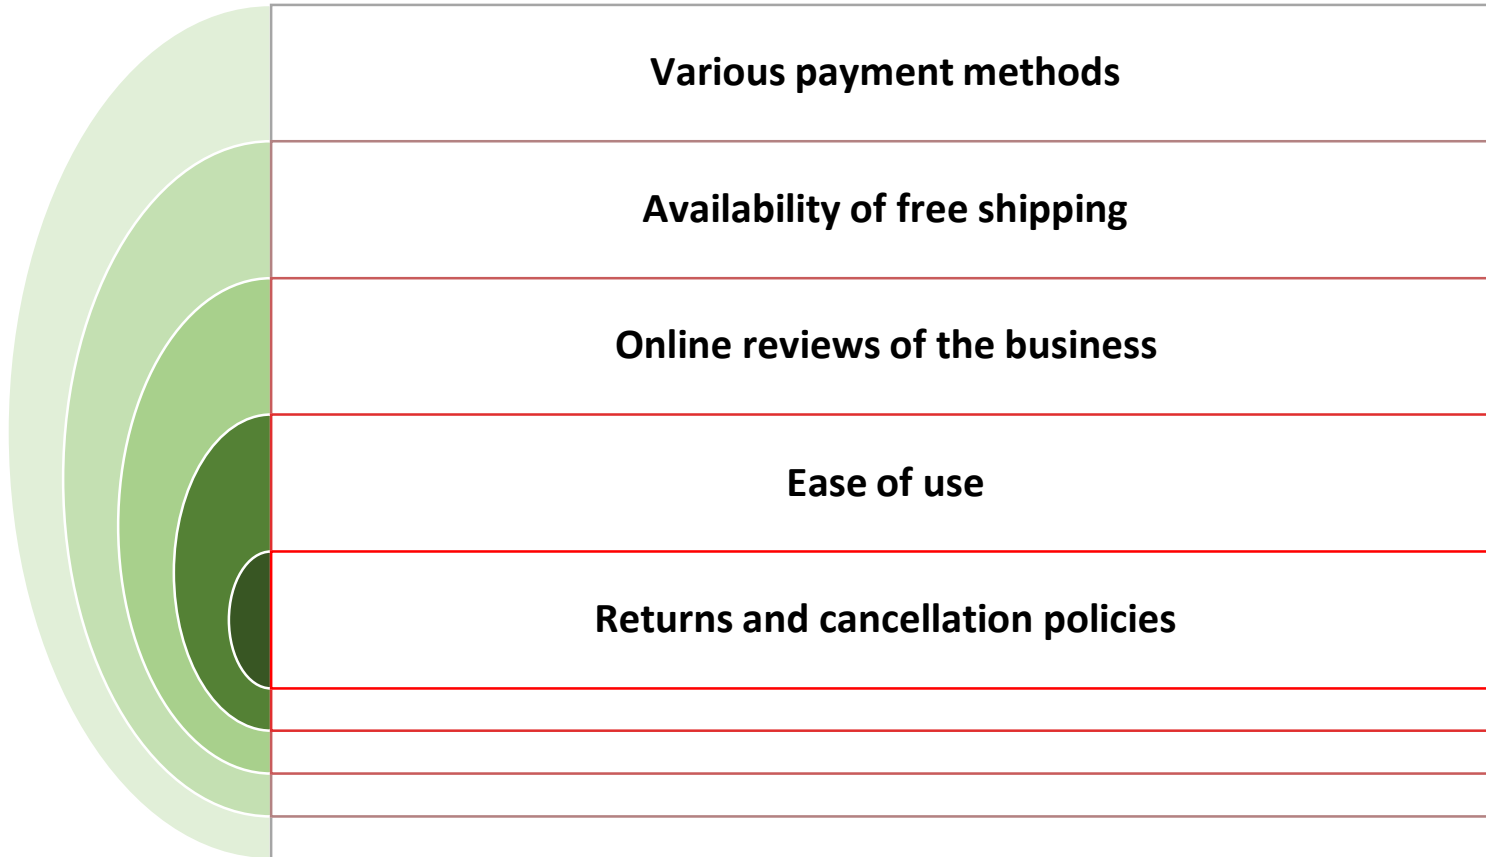 Various payment methods
Availability of free shipping
Online reviews of the business
Ease of use
Returns and cancellation policies